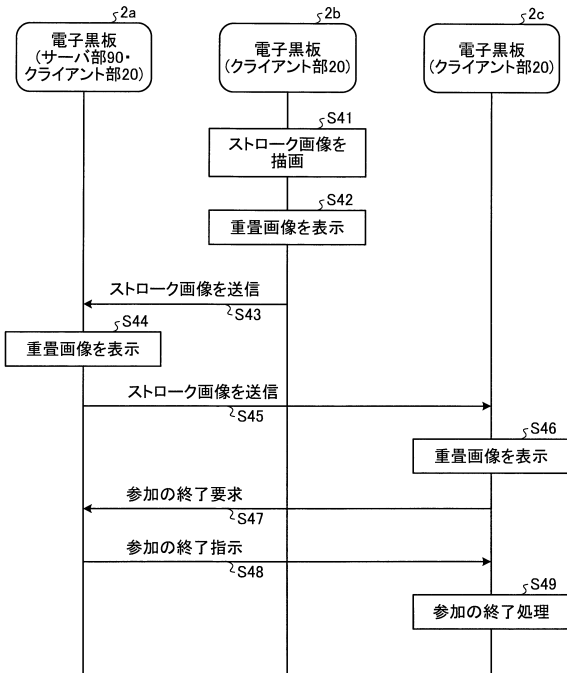 2a
電子黒板
(サーバ部90・
クライアント部20)
2b
電子黒板
(クライアント部20)
2c
電子黒板
(クライアント部20)
S41
ストローク画像を
描画
S42
重畳画像を表示
ストローク画像を送信
S43
S44
重畳画像を表示
ストローク画像を送信
S45
S46
重畳画像を表示
参加の終了要求
S47
参加の終了指示
S48
S49
参加の終了処理